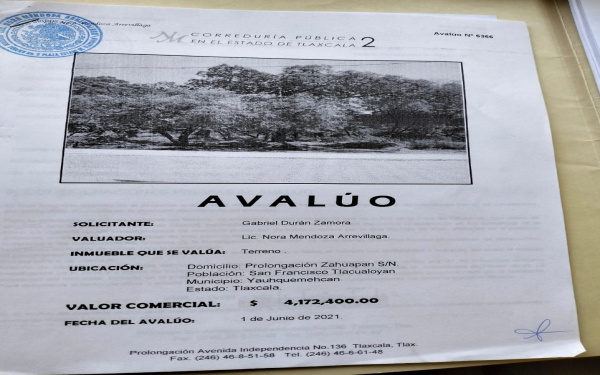 Mendoza Arrevillaga
CORREDURÍA PÚBLICA
EN EL ESTADO DE TLAXCALA 2
Avalúo Nº 5366
AVALÚO
SOLICITANTE: Gabriel Durán Zamora
VALUADOR: Lic. Nora Mendoza Arrevillaga.
INMUEBLE QUE SE VALÚA: Terreno.
UBICACIÓN: Domicilio: Prolongación Zahuapan S/N.
Población: San Francisco Tlacualoyan
Municipio: Yauhquemehcan
Estado: Tlaxcala.
VALOR COMERCIAL: $ 4,172,400.00
FECHA DEL AVALÚO: 1 de Junio de 2021.
Prolongación Avenida Independencia No.136 Tlaxcala, Tlax.
Fax. (246) 46-8-51-58 Tel. (246) 46-6-61-48